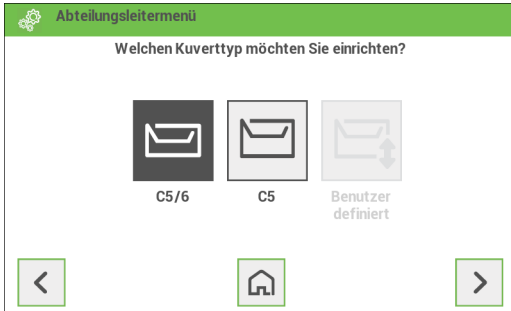 Abteilungsleitermenü
Welchen Kuverttyp möchten Sie einrichten?
C5/6
C5
Benutzer
definiert